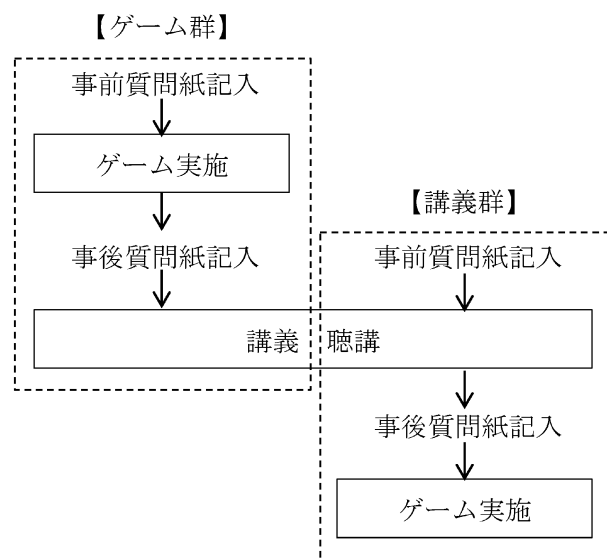 【ゲーム群】
事前質問紙記入
ゲーム実施
事後質問紙記入
【講義群】
事前質問紙記入
講義 聴講
事後質問紙記入
ゲーム実施